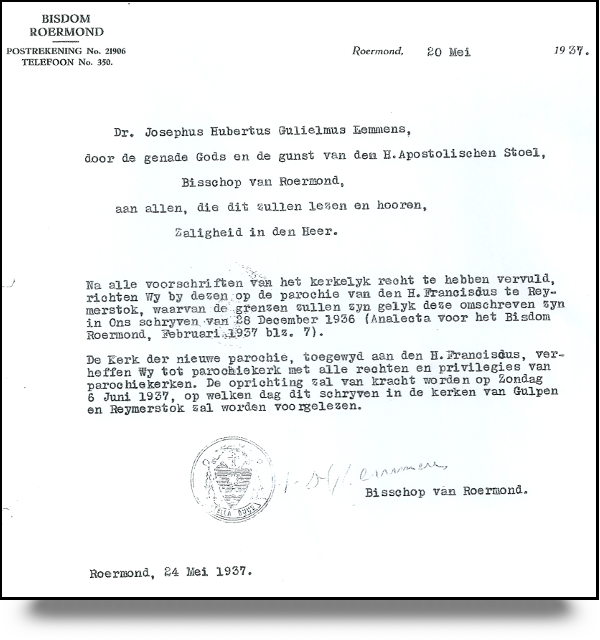 BISDOM
ROERMOND
POSTREKENING No. 21906
TELEFOON No. 350.
Roermond, 20 Mei 1937.
Dr. Josephus Hubertus Gulielmus Lemmens,
door de genade Gods en de gunst van den H.Apostolischen Stoel,
Bisschop van Roermond,
aan allen, die dit zullen lezen en hooren,
Zaligheid in den Heer.
Na alle voorschriften van het kerkelyk recht te hebben vervuld,
richten Wy by dezen op de parochie van den H.Franciscus te Rey-
merstok, waarvan de grenzen zullen zyn gelyk deze omschreven zyn
in Ons schryven van 28 December 1936 (Analecta voor het Bisdom
Roermond, Februari 1937 blz. 7).
De Kerk der nieuwe parochie, toegewyd aan den H.Franciscus, ver-
heffen Wy tot parochiekerk met alle rechten en privilegies van
parochiekerken. De oprichting zal van kracht worden op Zondag
6 Juni 1937, op welken dag dit schryven in de kerken van Gulpen
en Reymerstok zal worden voorgelezen.
Lemmens
Bisschop van Roermond.
Roermond, 24 Mei 1937.